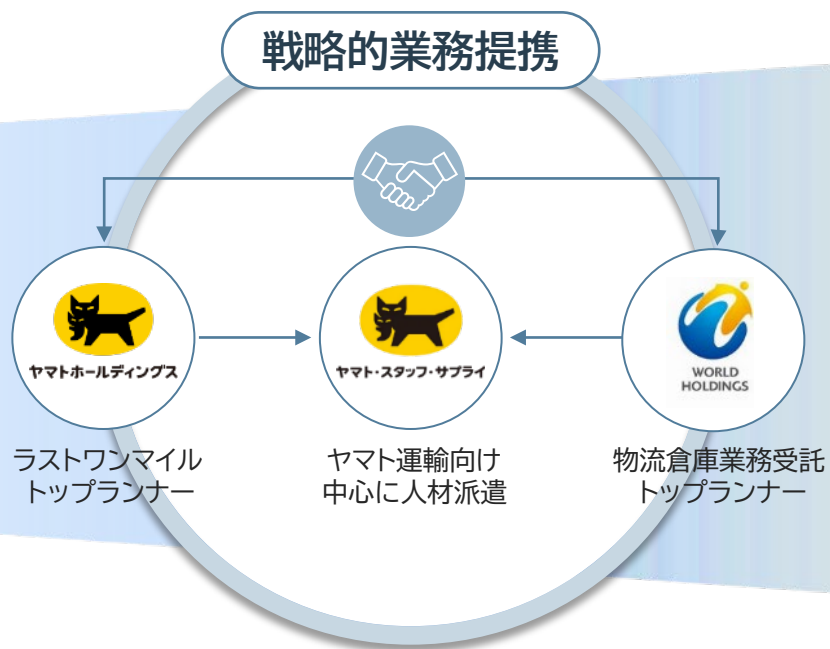 戦略的業務提携
ヤマトホールディングス
ヤマト・スタッフ・サプライ
WORLD
HOLDINGS
ラストワンマイル
トップランナー
ヤマト運輸向け
中心に人材派遣
物流倉庫業務受託
トップランナー